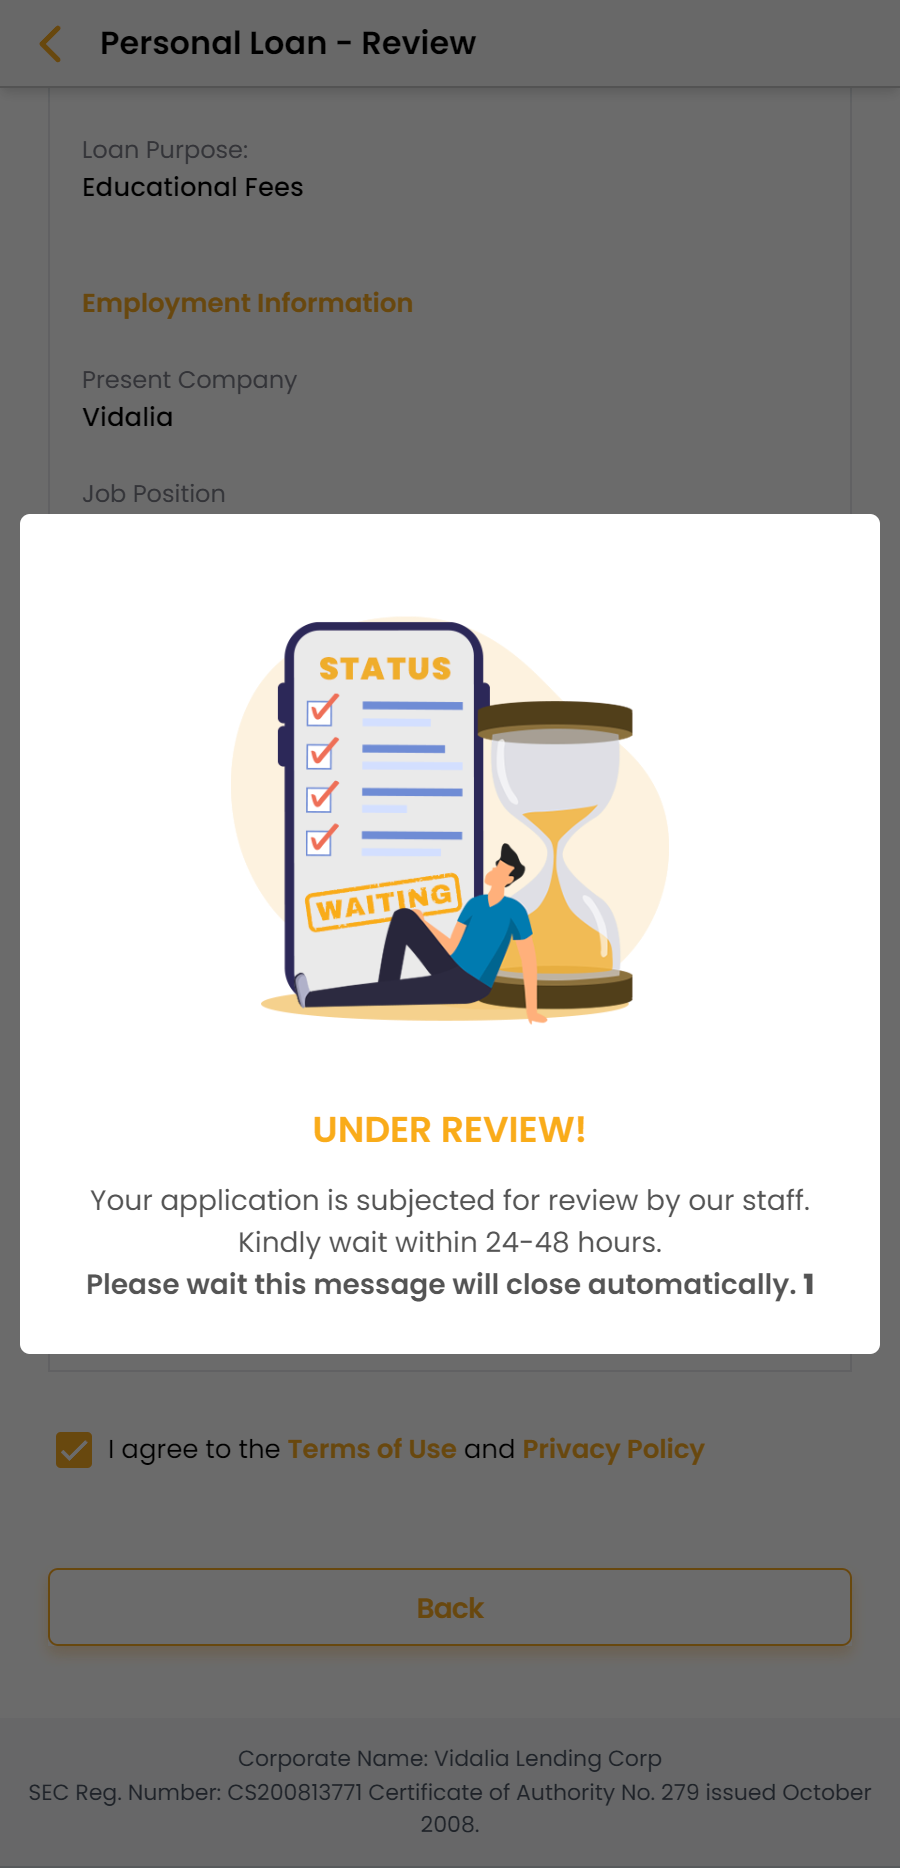 Personal Loan - Review
Loan Purpose:
Educational Fees
Employment Information
Present Company
Vidalia
Job Position
STATUS
WAITING
UNDER REVIEW!
Your application is subjected for review by our staff.
Kindly wait within 24-48 hours.
Please wait this message will close automatically. 1
I agree to the Terms of Use and Privacy Policy
Back
Corporate Name: Vidalia Lending Corp
SEC Reg. Number: CS200813771 Certificate of Authority No. 279 issued October
2008.